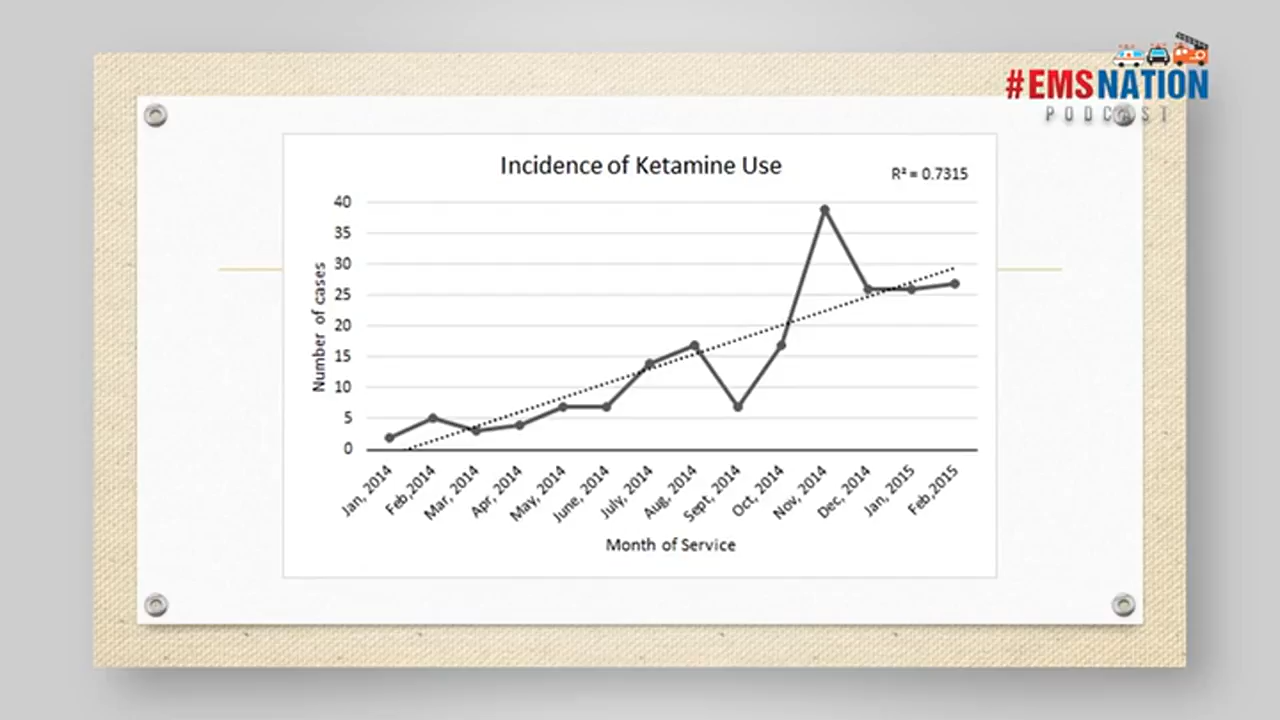 #EMSNATION
PODCAST
Incidence of Ketamine Use
R² = 0.7315
Number of cases
40
35
30
25
20
15
10
5
0
Jan, 2014
Feb,2014
Mar, 2014
Apr, 2014
May, 2014
June, 2014
July, 2014
Aug, 2014
Sept, 2014
Oct, 2014
Nov, 2014
Dec, 2014
Jan, 2015
Feb,2015
Month of Service